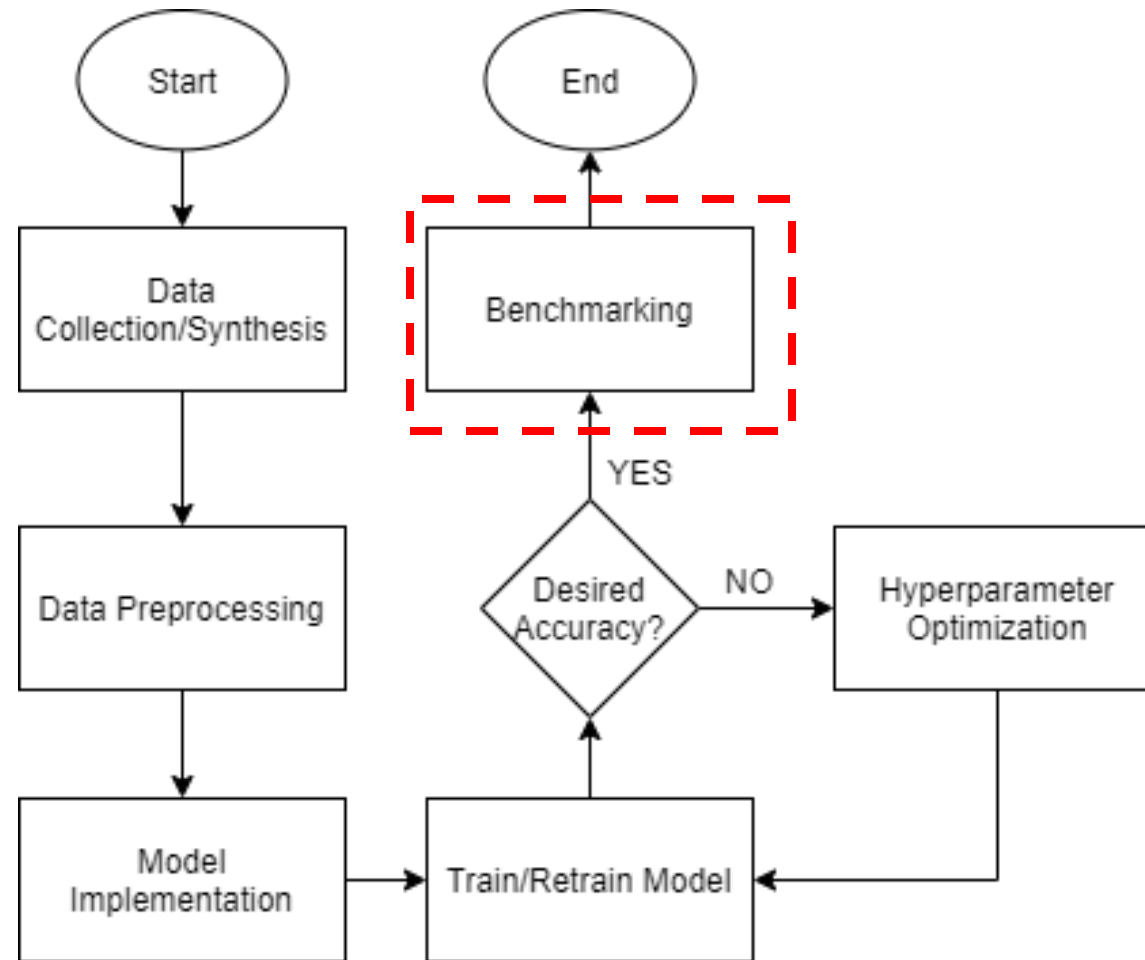 Start
End
Data
Collection/Synthesis
Benchmarking
YES
Data Preprocessing
Desired
Accuracy?
NO
Hyperparameter
Optimization
Model
Implementation
Train/Retrain Model